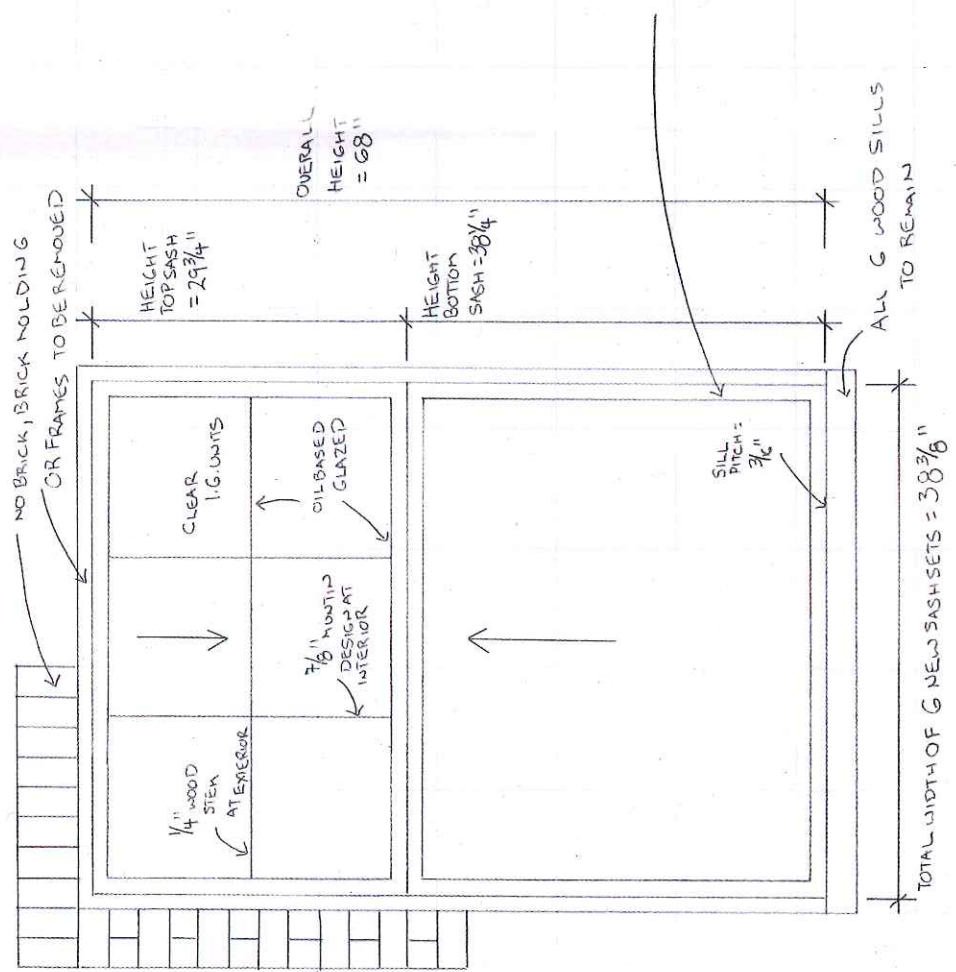 NO BRICK, BRICK MOLDING
OR FRAMES TO BE REMOVED
HEIGHT
TOP SASH
= 29 3/4"
OVERALL
HEIGHT
= 68"
HEIGHT
BOTTOM
SASH = 38 1/4"
CLEAR
I.G. UNITS
OIL BASED
GLAZED
7/8" MUNTIN
DESIGN AT
INTERIOR
1/4" WOOD
STEM
AT EXTERIOR
SILL
PITCH =
ALL 6 WOOD SILLS
TO REMAIN
TOTAL WIDTH OF 6 NEW SASH SETS = 38 3/8"